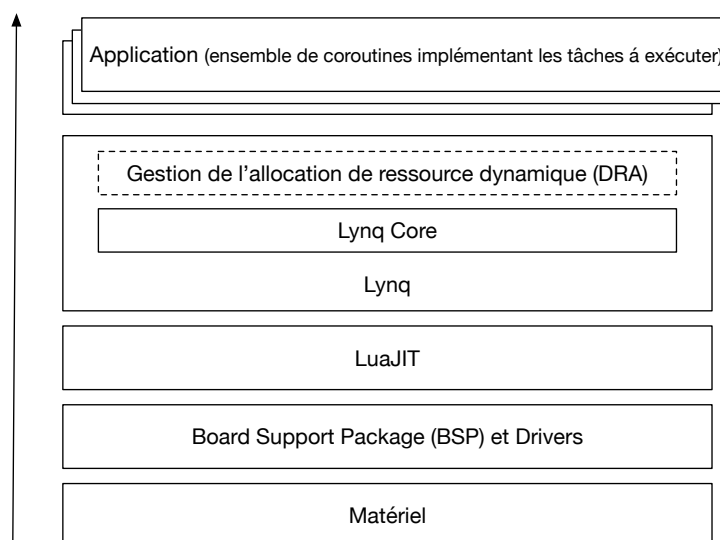 Application (ensemble de coroutines implémentant les tâches á exécuter)
Gestion de l'allocation de ressource dynamique (DRA)
Lynq Core
Lynq
LuaJIT
Board Support Package (BSP) et Drivers
Matériel